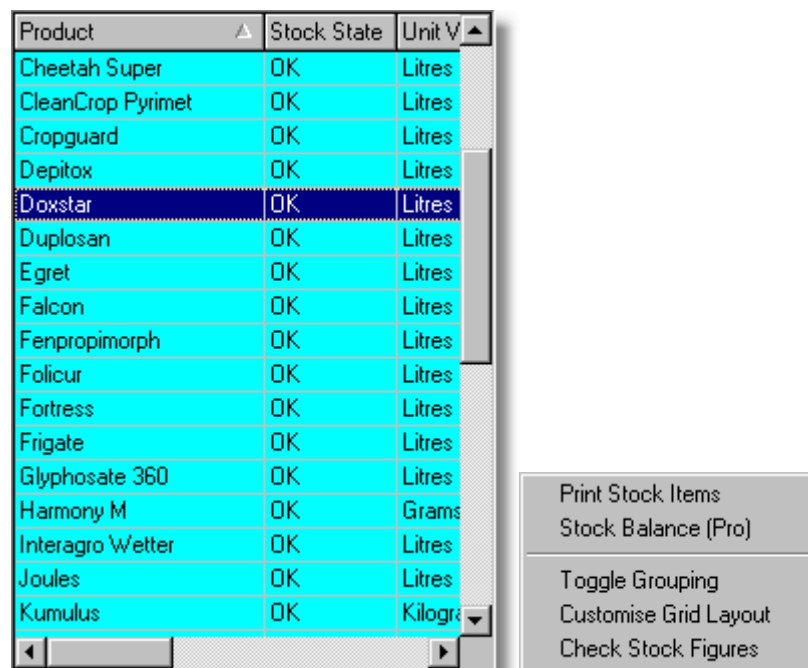 Product Stock State Unit V
Cheetah Super OK Litres
CleanCrop Pyrimet OK Litres
Cropguard OK Litres
Depitox OK Litres
Doxstar OK Litres
Duplosan OK Litres
Egret OK Litres
Falcon OK Litres
Fenpropimorph OK Litres
Folicur OK Litres
Fortress OK Litres
Frigate OK Litres
Glyphosate 360 OK Litres
Harmony M OK Grams
Interagro Wetter OK Litres
Joules OK Litres
Kumulus OK Kilogra
Print Stock Items
Stock Balance (Pro)
Toggle Grouping
Customise Grid Layout
Check Stock Figures